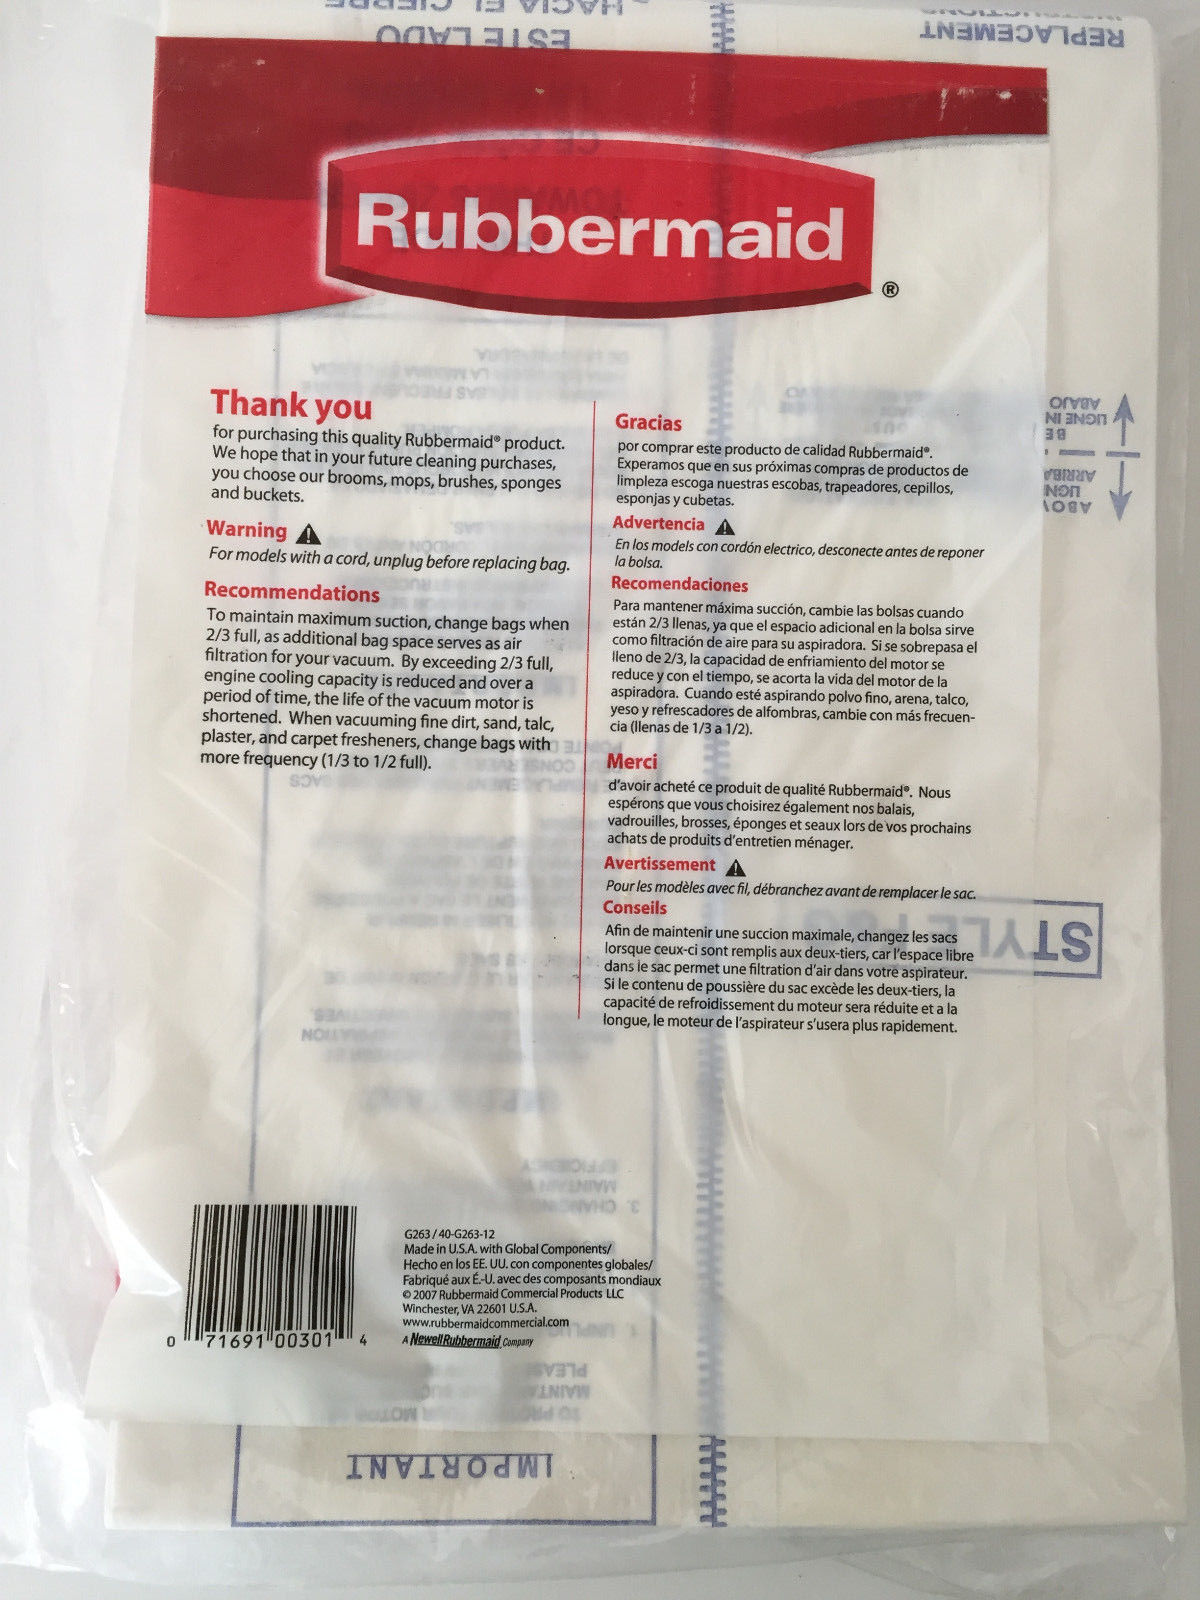 HACIA EL CIERRE
ESTE LADO
REPLACEMENT
INSTRUCTIONS
Rubbermaid
®
Thank you
for purchasing this quality Rubbermaid® product.
We hope that in your future cleaning purchases,
you choose our brooms, mops, brushes, sponges
and buckets.
Warning
For models with a cord, unplug before replacing bag.
Recommendations
To maintain maximum suction, change bags when
2/3 full, as additional bag space serves as air
filtration for your vacuum. By exceeding 2/3 full,
engine cooling capacity is reduced and over a
period of time, the life of the vacuum motor is
shortened. When vacuuming fine dirt, sand, talc,
plaster, and carpet fresheners, change bags with
more frequency (1/3 to 1/2 full).
Gracias
por comprar este producto de calidad Rubbermaid®.
Experamos que en sus próximas compras de productos de
limpieza escoga nuestras escobas, trapeadores, cepillos,
esponjas y cubetas.
Advertencia
En los models con cordón electrico, desconecte antes de reponer
la bolsa.
Recomendaciones
Para mantener máxima succión, cambie las bolsas cuando
están 2/3 llenas, ya que el espacio adicional en la bolsa sirve
como filtración de aire para su aspiradora. Si se sobrepasa el
lleno de 2/3, la capacidad de enfriamiento del motor se
reduce y con el tiempo, se acorta la vida del motor de la
aspiradora. Cuando esté aspirando polvo fino, arena, talco,
yeso y refrescadores de alfombras, cambie con más frecuen-
cia (llenas de 1/3 a 1/2).
Merci
d'avoir acheté ce produit de qualité Rubbermaid®. Nous
espérons que vous choisirez également nos balais,
vadrouilles, brosses, éponges et seaux lors de vos prochains
achats de produits d'entretien ménager.
Avertissement
Pour les modèles avec fil, débranchez avant de remplacer le sac.
Conseils
Afin de maintenir une succion maximale, changez les sacs
lorsque ceux-ci sont remplis aux deux-tiers, car l'espace libre
dans le sac permet une filtration d'air dans votre aspirateur.
Si le contenu de poussière du sac excède les deux-tiers, la
capacité de refroidissement du moteur sera réduite et a la
longue, le moteur de l'aspirateur s'usera plus rapidement.
ABAJO
LIGNE IN
BE
ARRIBA
STYLE
0 71691 00301 4
G263 / 40-G263-12
Made in U.S.A. with Global Components/
Hecho en los EE. UU. con componentes globales/
Fabriqué aux É.-U. avec des composants mondiaux
© 2007 Rubbermaid Commercial Products LLC
Winchester, VA 22601 U.S.A.
www.rubbermaidcommercial.com
A Newell Rubbermaid Company
3. CHANGING
MAINTAIN
EFFICIENCY
1. UNPLUG
PLEASE
IMPORTANT